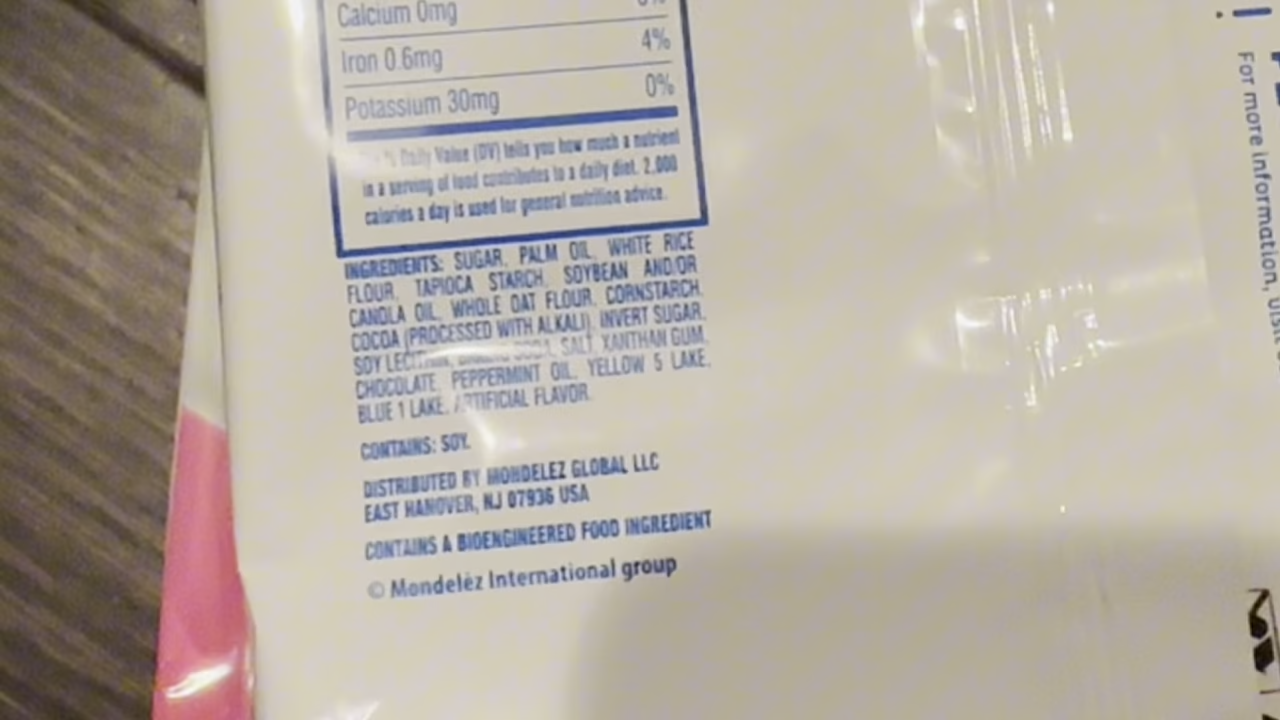 Calcium 0mg 0%
Iron 0.6mg 4%
Potassium 30mg 0%
% Daily Value (DV) tells you how much a nutrient
in a serving of food contributes to a daily diet. 2,000
calories a day is used for general nutrition advice.
INGREDIENTS: SUGAR, PALM OIL, WHITE RICE
FLOUR, TAPIOCA STARCH, SOYBEAN AND/OR
CANOLA OIL, WHOLE OAT FLOUR, CORNSTARCH,
COCOA (PROCESSED WITH ALKALI), INVERT SUGAR,
SOY LECITHIN, BAKING SODA, SALT, XANTHAN GUM,
CHOCOLATE, PEPPERMINT OIL, YELLOW 5 LAKE,
BLUE 1 LAKE, ARTIFICIAL FLAVOR.
CONTAINS: SOY.
DISTRIBUTED BY MONDELEZ GLOBAL LLC
EAST HANOVER, NJ 07936 USA
CONTAINS A BIOENGINEERED FOOD INGREDIENT
© Mondelēz International group
For more information, visit